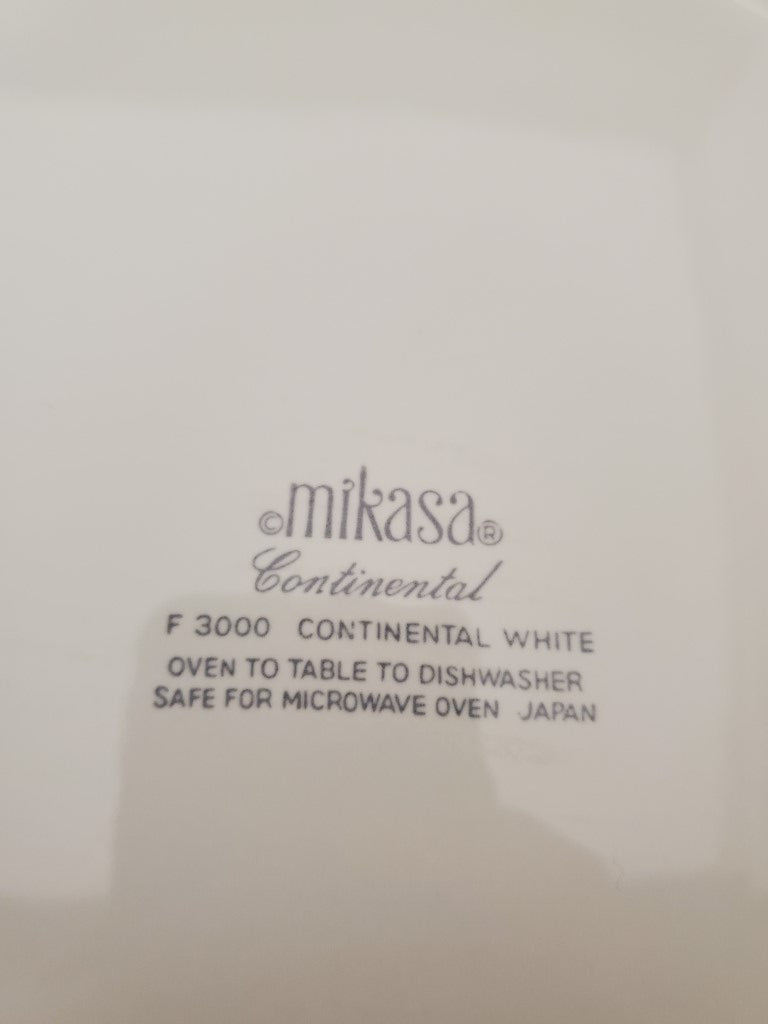 ©mikasa®
Continental
F 3000 CONTINENTAL WHITE
OVEN TO TABLE TO DISHWASHER
SAFE FOR MICROWAVE OVEN JAPAN